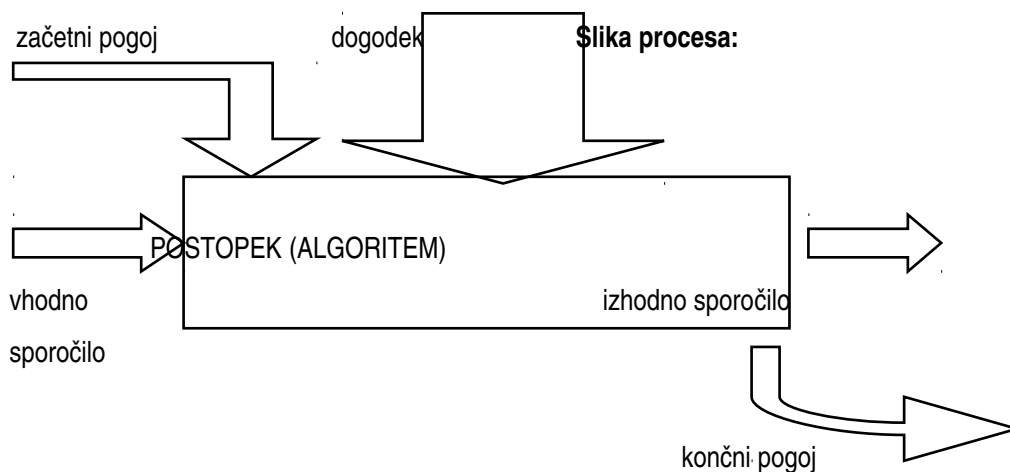 začetni pogoj
dogodek
Slika procesa:
POSTOPEK (ALGORITEM)
vhodno
sporočilo
izhodno sporočilo
končni pogoj